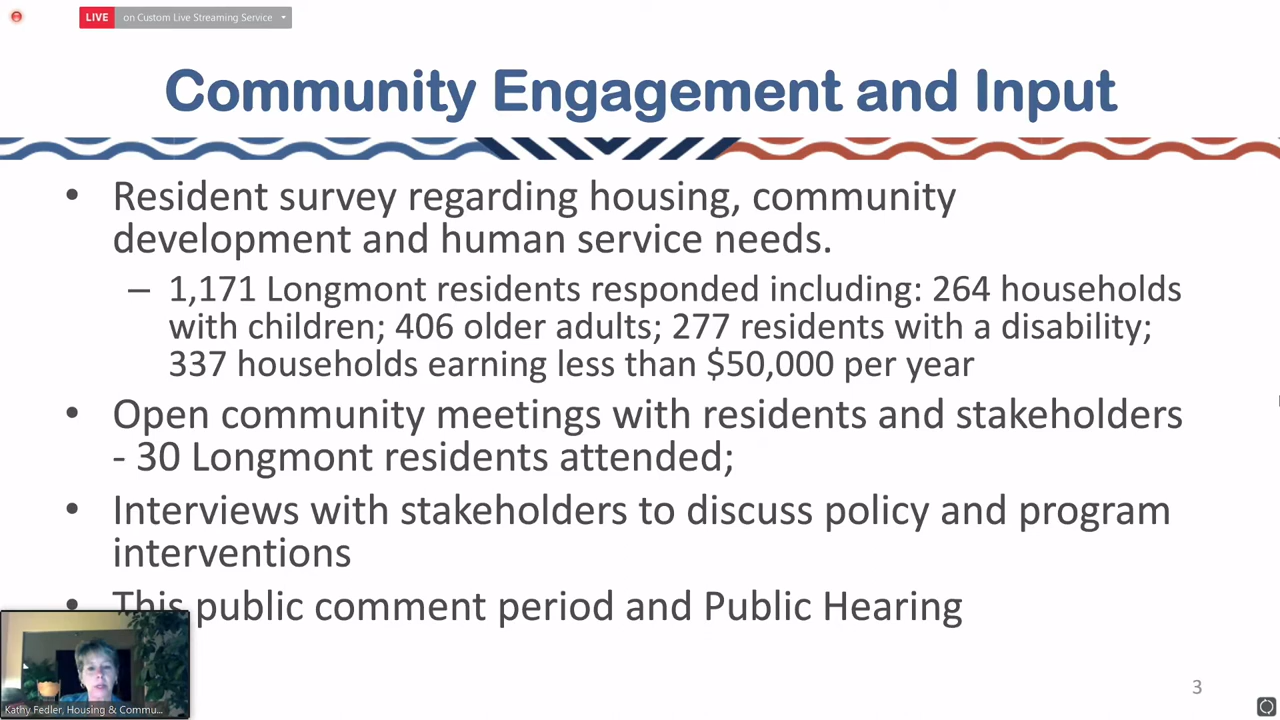 LIVE on Custom Live Streaming Service
Community Engagement and Input
• Resident survey regarding housing, community
development and human service needs.
– 1,171 Longmont residents responded including: 264 households
with children; 406 older adults; 277 residents with a disability;
337 households earning less than $50,000 per year
• Open community meetings with residents and stakeholders
- 30 Longmont residents attended;
• Interviews with stakeholders to discuss policy and program
interventions
• This public comment period and Public Hearing
Kathy Fedler, Housing & Commu...
3